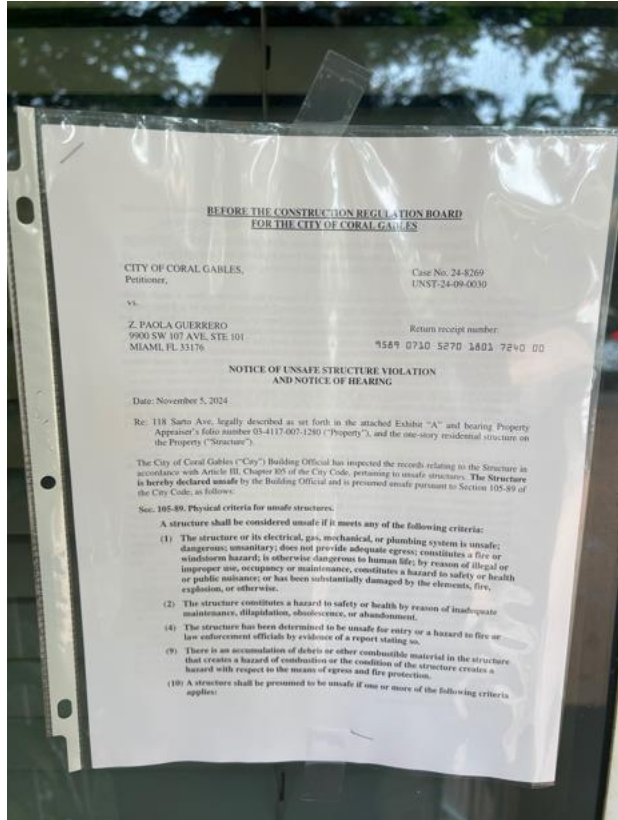 BEFORE THE CONSTRUCTION REGULATION BOARD
FOR THE CITY OF CORAL GABLES
CITY OF CORAL GABLES,
Petitioner,
Case No. 24-8269
UNST-24-09-0030
vs.
Z. PAOLA GUERRERO
9900 SW 107 AVE, STE 101
MIAMI, FL 33176
Return receipt number:
9589 0710 5270 1801 7240 00
NOTICE OF UNSAFE STRUCTURE VIOLATION
AND NOTICE OF HEARING
Date: November 5, 2024
Re: 118 Sarto Ave, legally described as set forth in the attached Exhibit "A" and bearing Property
Appraiser's folio number 03-4117-007-1280 ("Property"), and the one-story residential structure on
the Property ("Structure").
The City of Coral Gables ("City") Building Official has inspected the records relating to the Structure in
accordance with Article III, Chapter 105 of the City Code, pertaining to unsafe structures. The Structure
is hereby declared unsafe by the Building Official and is presumed unsafe pursuant to Section 105-89 of
the City Code, as follows:
Sec. 105-89. Physical criteria for unsafe structures.
A structure shall be considered unsafe if it meets any of the following criteria:
(1) The structure or its electrical, gas, mechanical, or plumbing system is unsafe;
dangerous; unsanitary; does not provide adequate egress; constitutes a fire or
windstorm hazard; is otherwise dangerous to human life; by reason of illegal or
improper use, occupancy or maintenance, constitutes a hazard to safety or health
or public nuisance; or has been substantially damaged by the elements, fire,
explosion, or otherwise.
(2) The structure constitutes a hazard to safety or health by reason of inadequate
maintenance, dilapidation, obsolescence, or abandonment.
(4) The structure has been determined to be unsafe for entry or a hazard to fire or
law enforcement officials by evidence of a report stating so.
(9) There is an accumulation of debris or other combustible material in the structure
that creates a hazard of combustion or the condition of the structure creates a
hazard with respect to the means of egress and fire protection.
(10) A structure shall be presumed to be unsafe if one or more of the following criteria
applies: